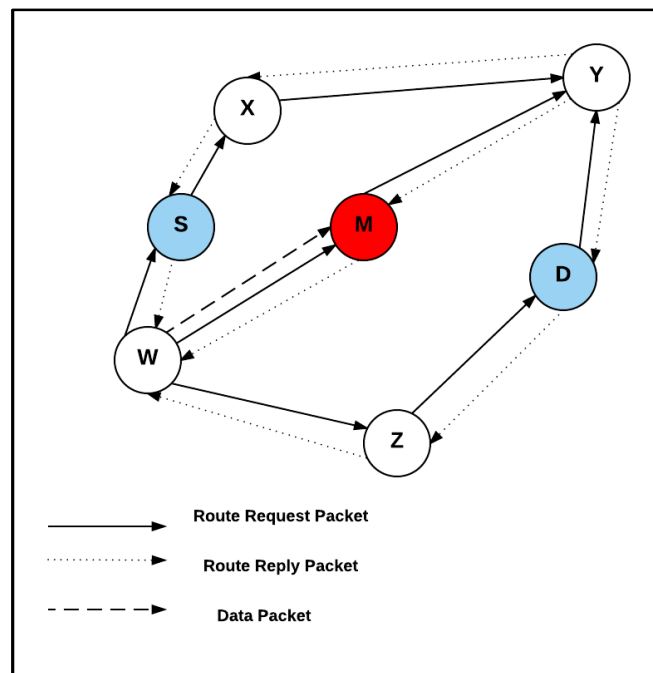 Y
X
S
M
D
W
Z
Route Request Packet
Route Reply Packet
Data Packet